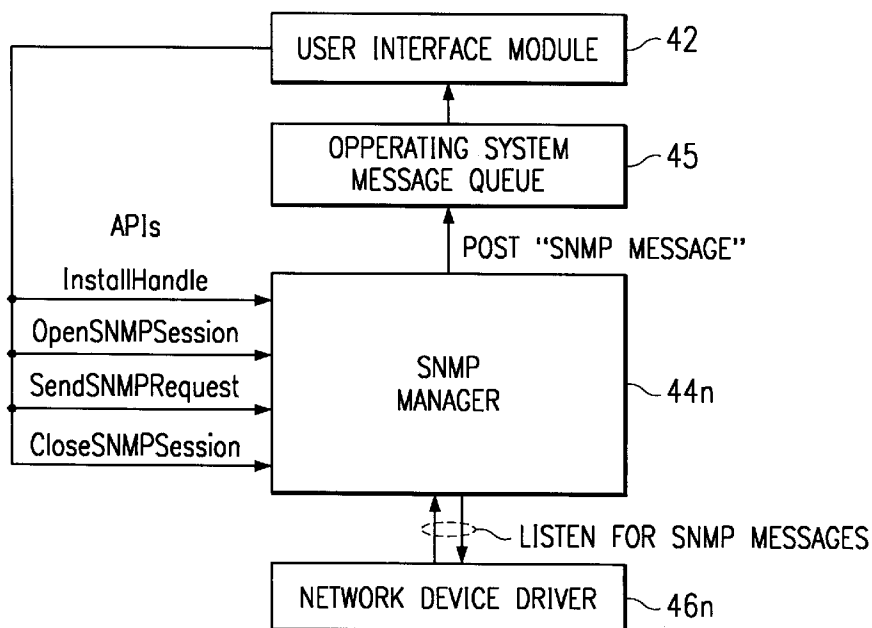 USER INTERFACE MODULE
42
OPPERATING SYSTEM
MESSAGE QUEUE
45
APIs
POST "SNMP MESSAGE"
InstallHandle
OpenSNMPSession
SendSNMPRequest
CloseSNMPSession
SNMP
MANAGER
44n
LISTEN FOR SNMP MESSAGES
NETWORK DEVICE DRIVER
46n